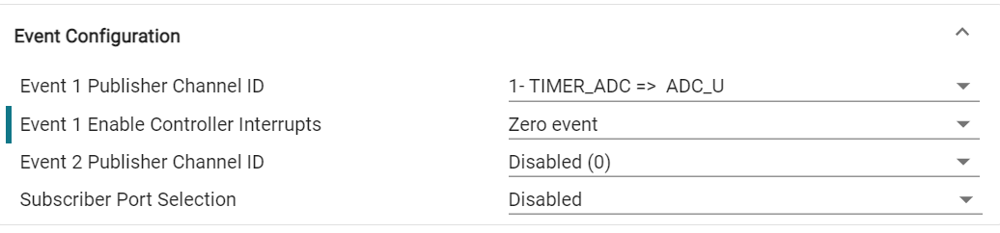 Event Configuration
Event 1 Publisher Channel ID 1- TIMER_ADC => ADC_U
Event 1 Enable Controller Interrupts Zero event
Event 2 Publisher Channel ID Disabled (0)
Subscriber Port Selection Disabled